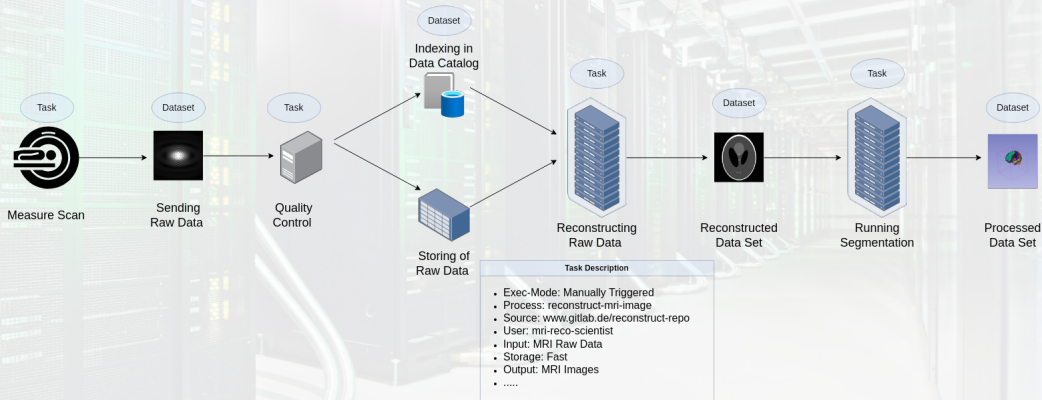 Task
Measure Scan
Dataset
Sending
Raw Data
Task
Quality
Control
Dataset
Indexing in
Data Catalog
Storing of
Raw Data
Task
Reconstructing
Raw Data
Dataset
Reconstructed
Data Set
Task
Running
Segmentation
Dataset
Processed
Data Set
Task Description
• Exec-Mode: Manually Triggered
• Process: reconstruct-mri-image
• Source: www.gitlab.de/reconstruct-repo
• User: mri-reco-scientist
• Input: MRI Raw Data
• Storage: Fast
• Output: MRI Images
• .....